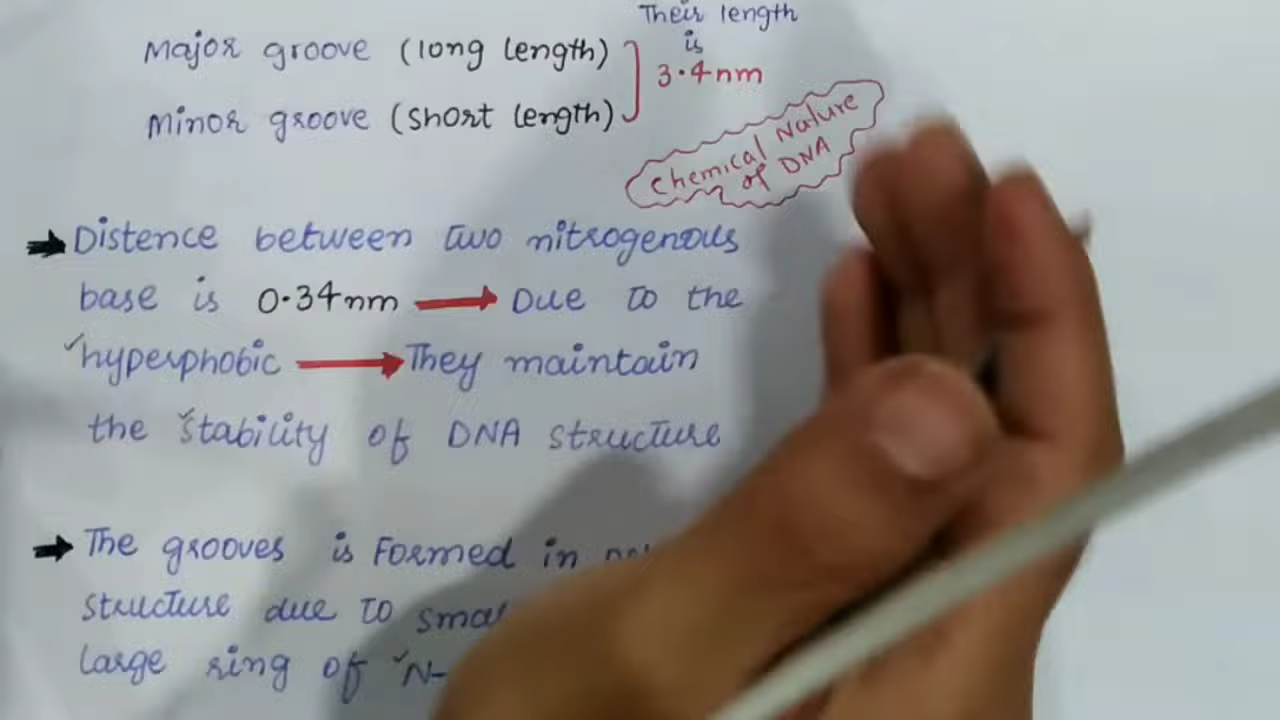 Their length
is
Major groove (long length)
3.4nm
Minor groove (short length)
Chemical Nature
of DNA
Distence between two nitrogenous
base is 0.34nm Due to the
hyperphobic They maintain
the stability of DNA structure
The grooves is Formed in
structure due to
large ring of N-